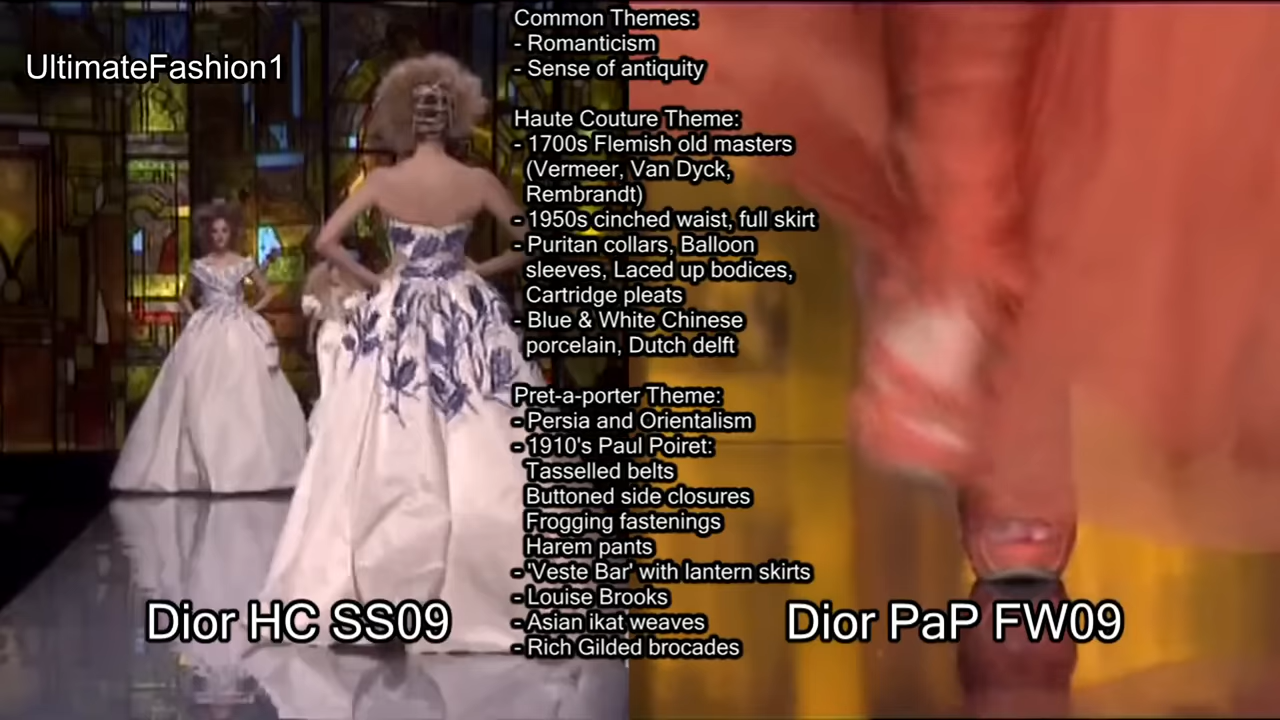 UltimateFashion1
Common Themes:
- Romanticism
- Sense of antiquity
Haute Couture Theme:
- 1700s Flemish old masters
(Vermeer, Van Dyck,
Rembrandt)
- 1950s cinched waist, full skirt
- Puritan collars, Balloon
sleeves, Laced up bodices,
Cartridge pleats
- Blue & White Chinese
porcelain, Dutch delft
Pret-a-porter Theme:
- Persia and Orientalism
- 1910's Paul Poiret:
Tasselled belts
Buttoned side closures
Frogging fastenings
Harem pants
- 'Veste Bar' with lantern skirts
- Louise Brooks
- Asian ikat weaves
- Rich Gilded brocades
Dior HC SS09
Dior PaP FW09